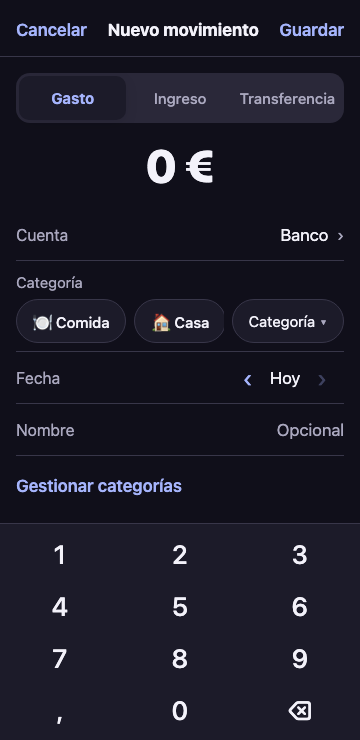 Cancelar Nuevo movimiento Guardar
Gasto Ingreso Transferencia
0 €
Cuenta Banco ›
Categoría
🍽️ Comida 🏠 Casa Categoría ▾
Fecha ‹ Hoy ›
Nombre Opcional
Gestionar categorías
1 2 3
4 5 6
7 8 9
, 0